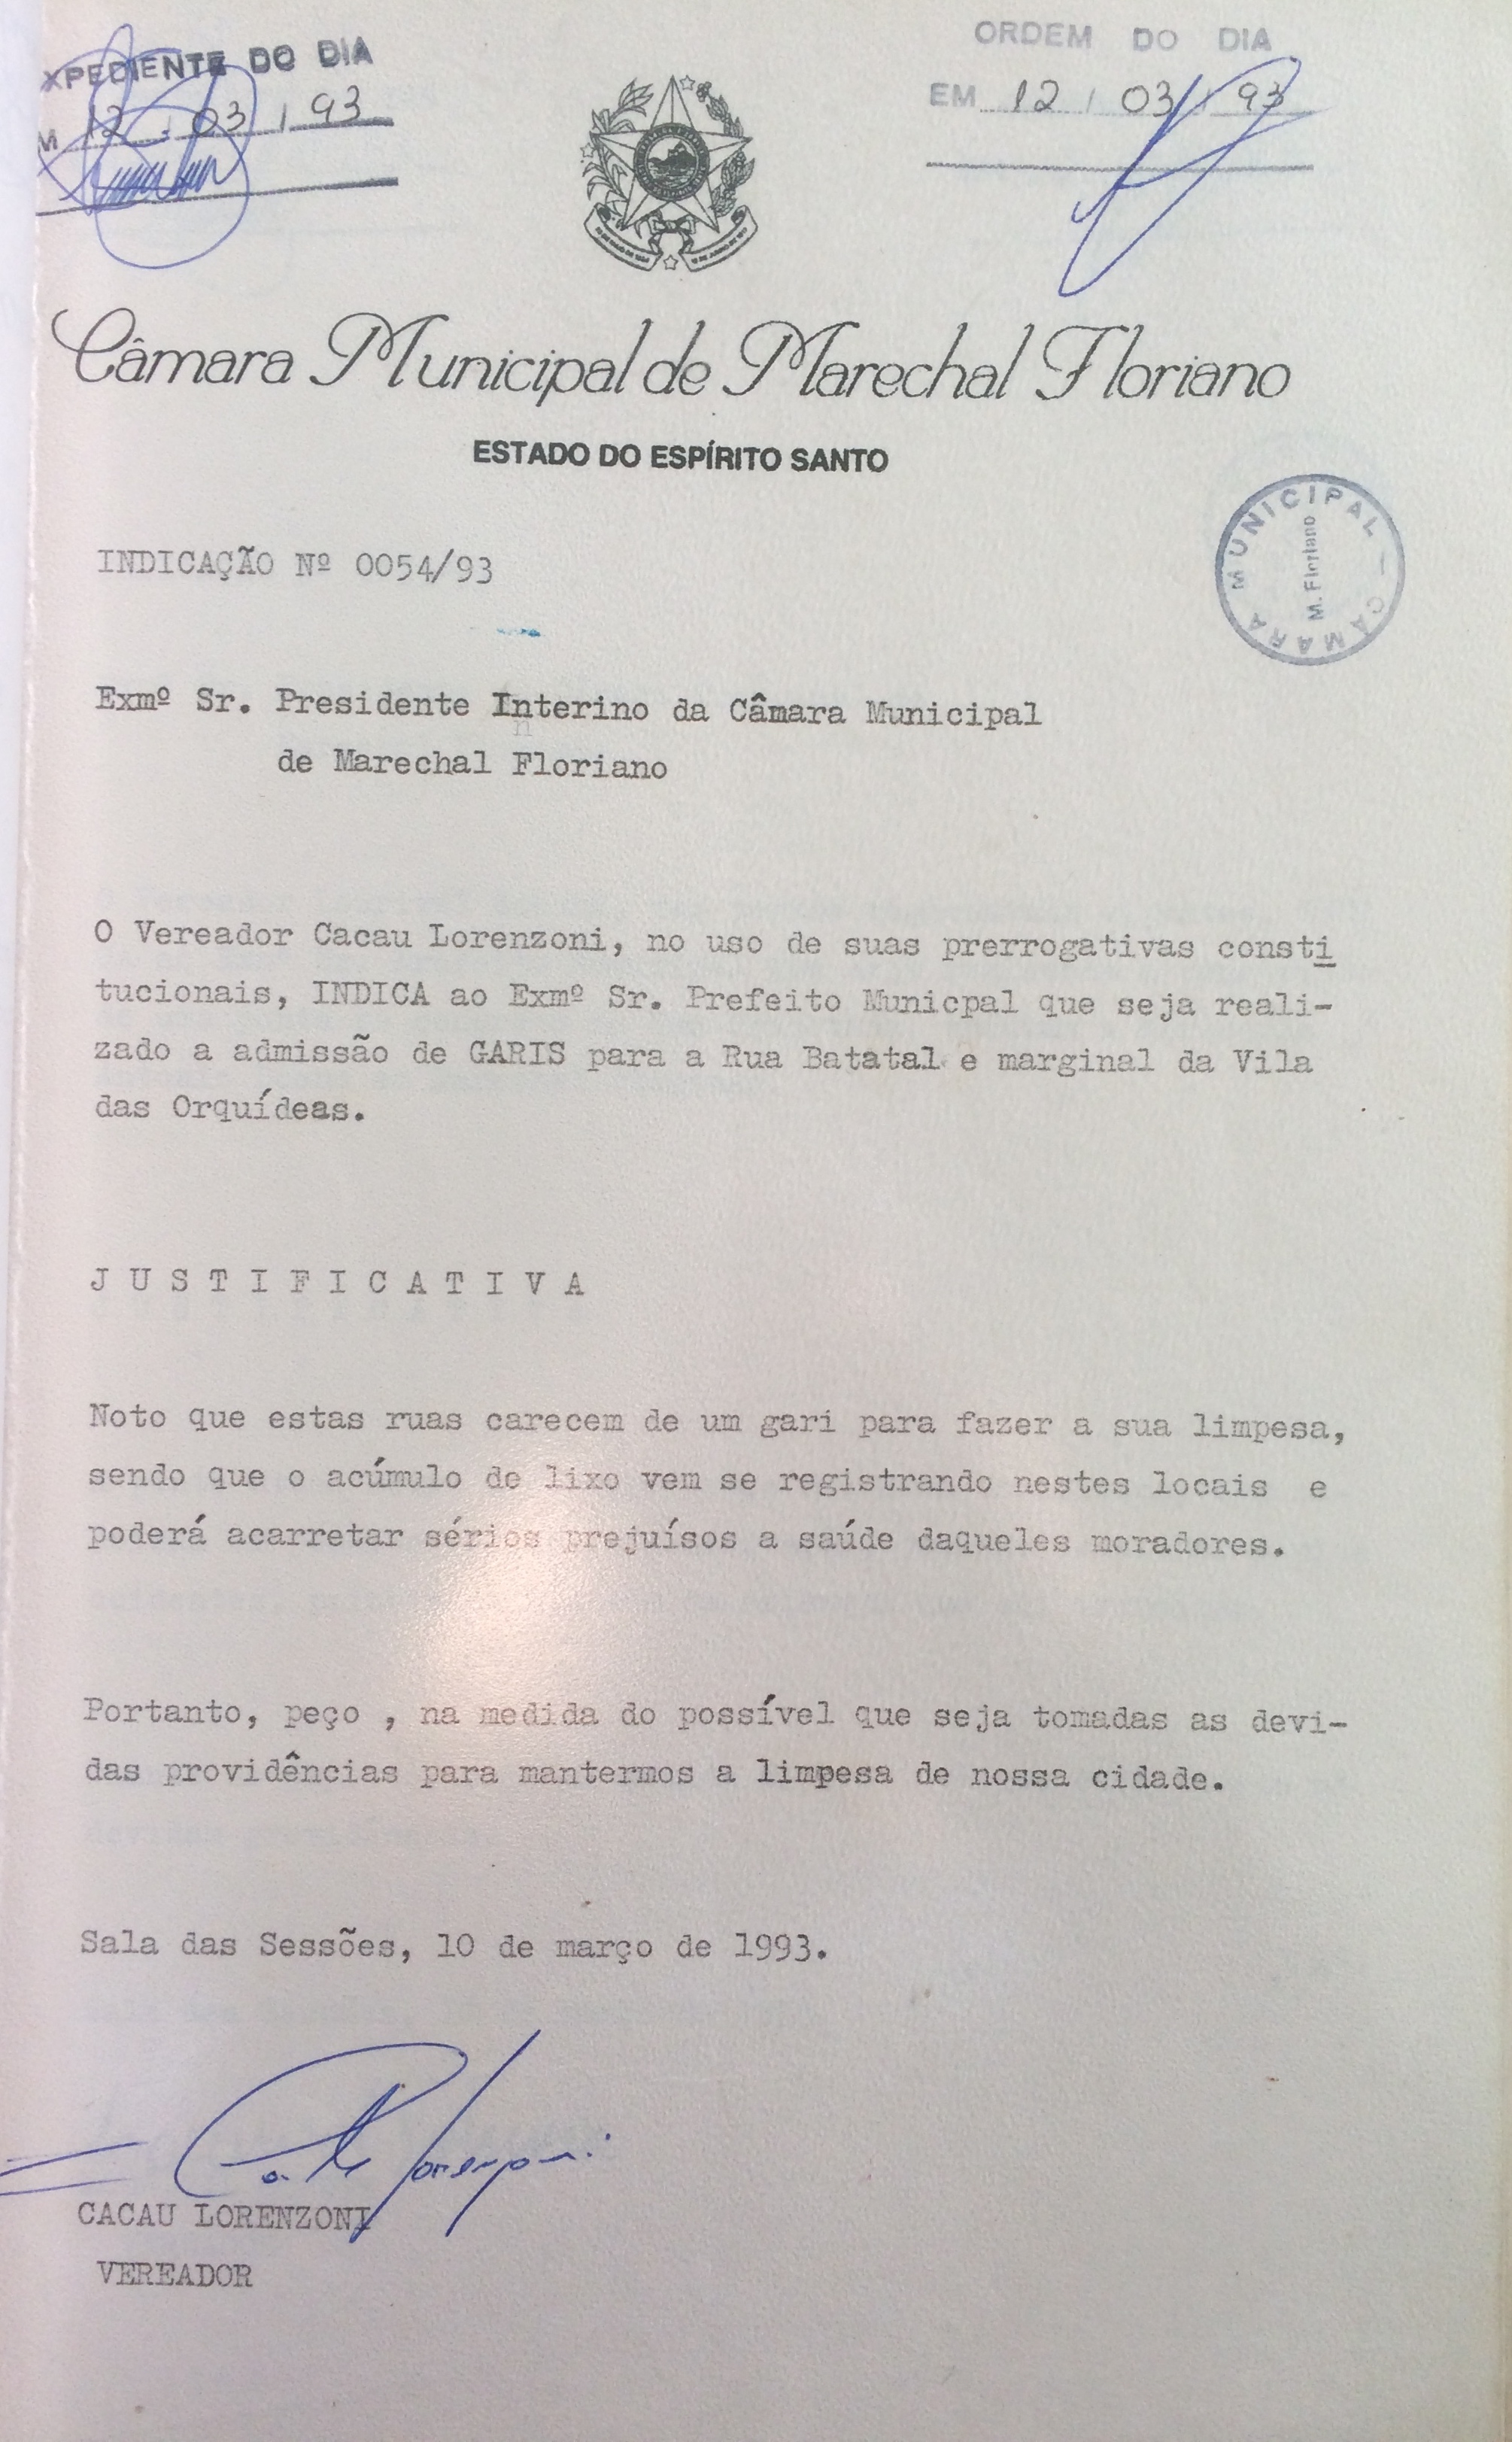 XPEDIENTE DO DIA
M 12 . 03 / 93
ORDEM DO DIA
EM 12 / 03 / 93
Câmara Municipal de Marechal Floriano
ESTADO DO ESPÍRITO SANTO
CÂMARA MUNICIPAL —
M. Floriano
INDICAÇÃO Nº 0054/93
Exmº Sr. Presidente Interino da Câmara Municipal
n
de Marechal Floriano
O Vereador Cacau Lorenzoni, no uso de suas prerrogativas consti
tucionais, INDICA ao Exmº Sr. Prefeito Municpal que seja reali-
zado a admissão de GARIS para a Rua Batatal e marginal da Vila
das Orquídeas.
J U S T I F I C A T I V A
Noto que estas ruas carecem de um gari para fazer a sua limpesa,
sendo que o acúmulo de lixo vem se registrando nestes locais e
poderá acarretar sérios prejuísos a saúde daqueles moradores.
Portanto, peço , na medida do possível que seja tomadas as devi-
das providências para mantermos a limpesa de nossa cidade.
Sala das Sessões, 10 de março de 1993.
CACAU LORENZONI
VEREADOR